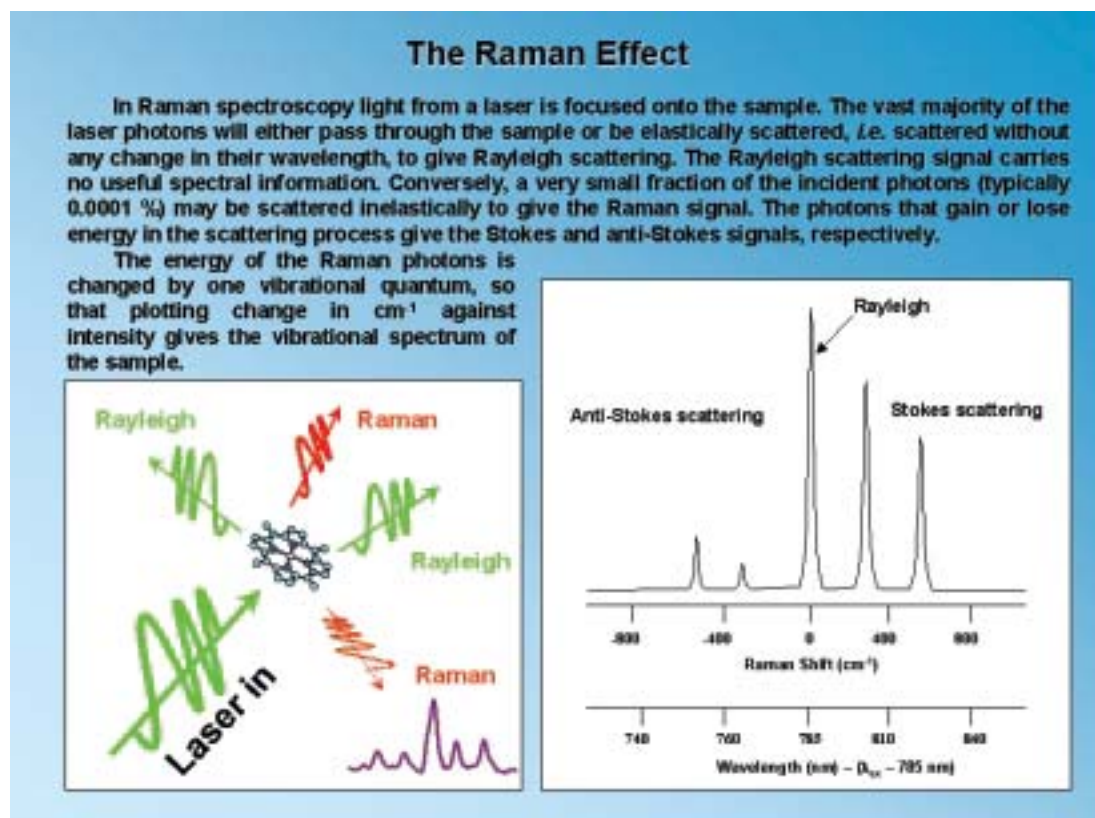 The Raman Effect
In Raman spectroscopy light from a laser is focused onto the sample. The vast majority of the
laser photons will either pass through the sample or be elastically scattered, i.e. scattered without
any change in their wavelength, to give Rayleigh scattering. The Rayleigh scattering signal carries
no useful spectral information. Conversely, a very small fraction of the incident photons (typically
0.0001 %) may be scattered inelastically to give the Raman signal. The photons that gain or lose
energy in the scattering process give the Stokes and anti-Stokes signals, respectively.
The energy of the Raman photons is
changed by one vibrational quantum, so
that plotting change in cm⁻¹ against
intensity gives the vibrational spectrum of
the sample.
Rayleigh
Raman
Rayleigh
Raman
Laser in
Rayleigh
Anti-Stokes scattering
Stokes scattering
-800 -400 0 400 800
Raman Shift (cm⁻¹)
740 760 785 810 840
Wavelength (nm) – (λex – 785 nm)